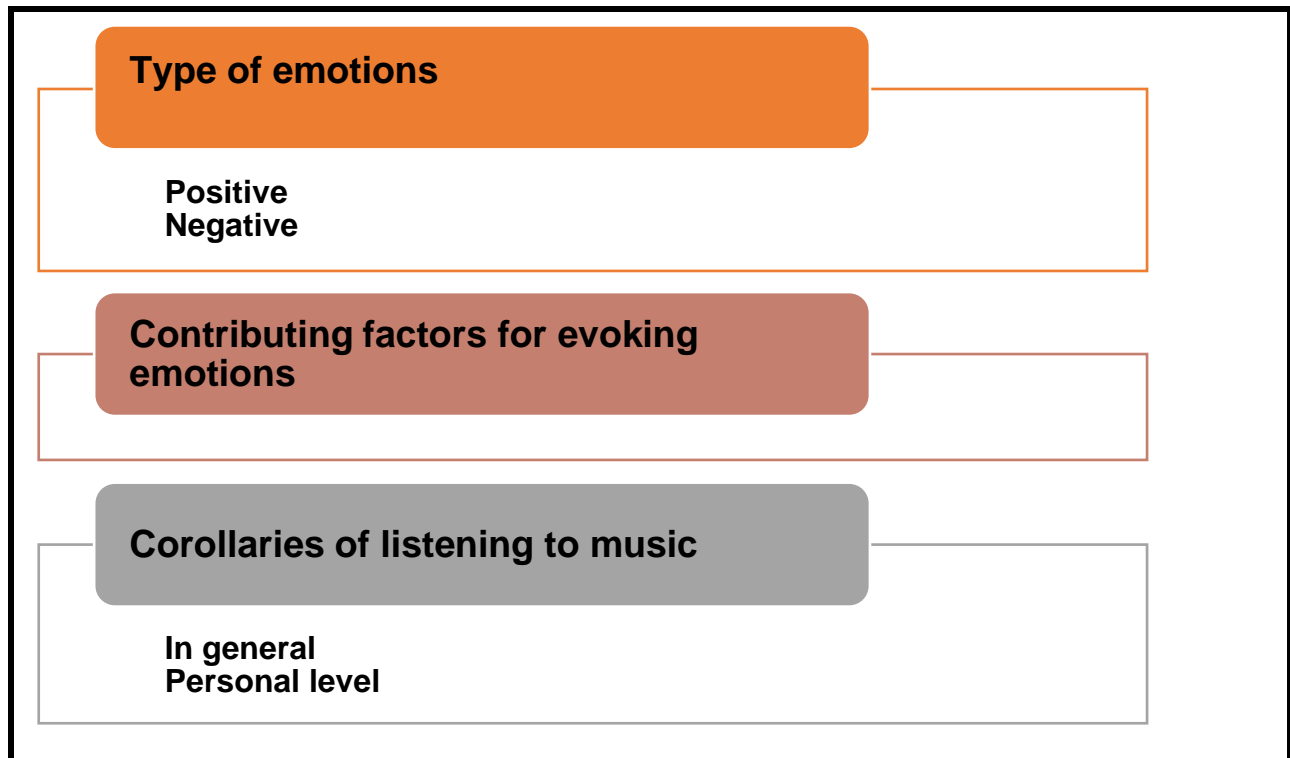 Type of emotions
Positive
Negative
Contributing factors for evoking
emotions
Corollaries of listening to music
In general
Personal level